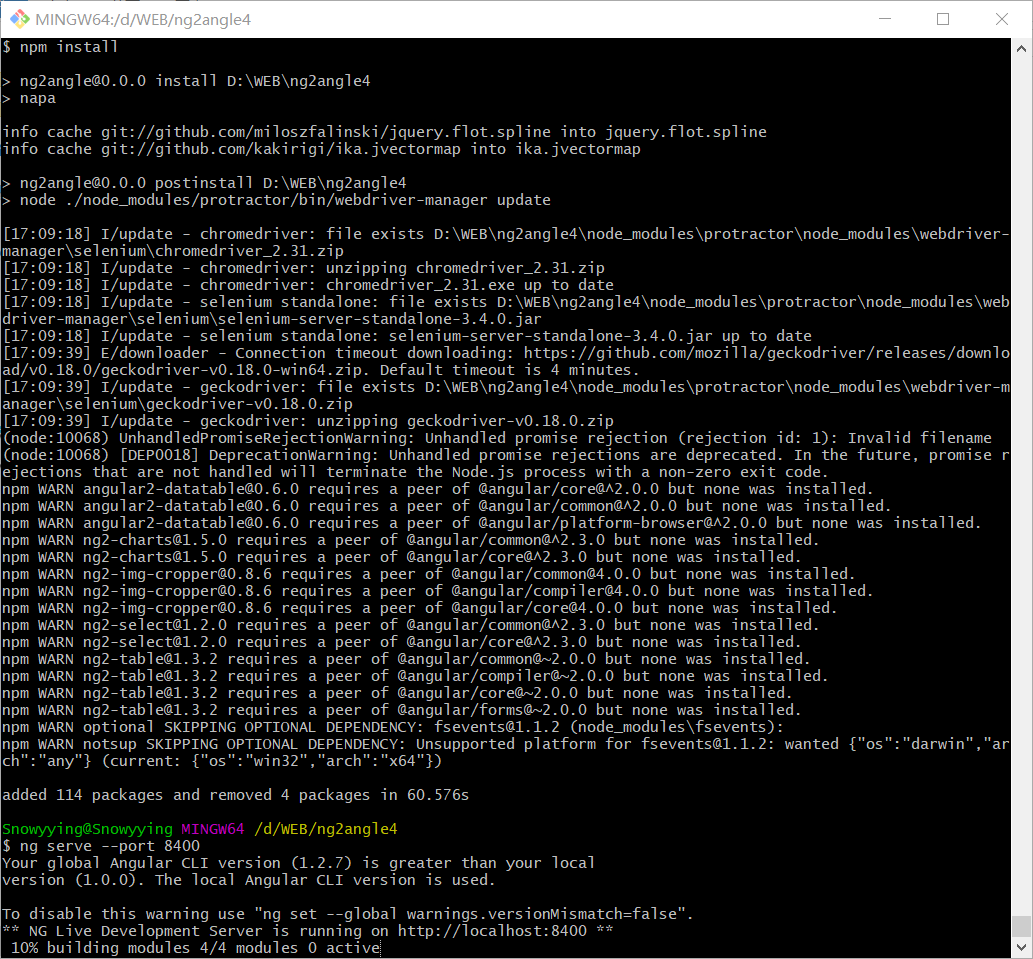 MINGW64:/d/WEB/ng2angle4
$ npm install
> ng2angle@0.0.0 install D:\WEB\ng2angle4
> napa
info cache git://github.com/miloszfalinski/jquery.flot.spline into jquery.flot.spline
info cache git://github.com/kakirigi/ika.jvectormap into ika.jvectormap
> ng2angle@0.0.0 postinstall D:\WEB\ng2angle4
> node ./node_modules/protractor/bin/webdriver-manager update
[17:09:18] I/update - chromedriver: file exists D:\WEB\ng2angle4\node_modules\protractor\node_modules\webdriver-
manager\selenium\chromedriver_2.31.zip
[17:09:18] I/update - chromedriver: unzipping chromedriver_2.31.zip
[17:09:18] I/update - chromedriver: chromedriver_2.31.exe up to date
[17:09:18] I/update - selenium standalone: file exists D:\WEB\ng2angle4\node_modules\protractor\node_modules\web
driver-manager\selenium\selenium-server-standalone-3.4.0.jar
[17:09:18] I/update - selenium standalone: selenium-server-standalone-3.4.0.jar up to date
[17:09:39] E/downloader - Connection timeout downloading: https://github.com/mozilla/geckodriver/releases/downlo
ad/v0.18.0/geckodriver-v0.18.0-win64.zip. Default timeout is 4 minutes.
[17:09:39] I/update - geckodriver: file exists D:\WEB\ng2angle4\node_modules\protractor\node_modules\webdriver-m
anager\selenium\geckodriver-v0.18.0.zip
[17:09:39] I/update - geckodriver: unzipping geckodriver-v0.18.0.zip
(node:10068) UnhandledPromiseRejectionWarning: Unhandled promise rejection (rejection id: 1): Invalid filename
(node:10068) [DEP0018] DeprecationWarning: Unhandled promise rejections are deprecated. In the future, promise r
ejections that are not handled will terminate the Node.js process with a non-zero exit code.
npm WARN angular2-datatable@0.6.0 requires a peer of @angular/core@^2.0.0 but none was installed.
npm WARN angular2-datatable@0.6.0 requires a peer of @angular/common@^2.0.0 but none was installed.
npm WARN angular2-datatable@0.6.0 requires a peer of @angular/platform-browser@^2.0.0 but none was installed.
npm WARN ng2-charts@1.5.0 requires a peer of @angular/common@^2.3.0 but none was installed.
npm WARN ng2-charts@1.5.0 requires a peer of @angular/core@^2.3.0 but none was installed.
npm WARN ng2-img-cropper@0.8.6 requires a peer of @angular/common@4.0.0 but none was installed.
npm WARN ng2-img-cropper@0.8.6 requires a peer of @angular/compiler@4.0.0 but none was installed.
npm WARN ng2-img-cropper@0.8.6 requires a peer of @angular/core@4.0.0 but none was installed.
npm WARN ng2-select@1.2.0 requires a peer of @angular/common@^2.3.0 but none was installed.
npm WARN ng2-select@1.2.0 requires a peer of @angular/core@^2.3.0 but none was installed.
npm WARN ng2-table@1.3.2 requires a peer of @angular/common@~2.0.0 but none was installed.
npm WARN ng2-table@1.3.2 requires a peer of @angular/compiler@~2.0.0 but none was installed.
npm WARN ng2-table@1.3.2 requires a peer of @angular/core@~2.0.0 but none was installed.
npm WARN ng2-table@1.3.2 requires a peer of @angular/forms@~2.0.0 but none was installed.
npm WARN optional SKIPPING OPTIONAL DEPENDENCY: fsevents@1.1.2 (node_modules\fsevents):
npm WARN notsup SKIPPING OPTIONAL DEPENDENCY: Unsupported platform for fsevents@1.1.2: wanted {"os":"darwin","ar
ch":"any"} (current: {"os":"win32","arch":"x64"})
added 114 packages and removed 4 packages in 60.576s
Snowyying@Snowyying MINGW64 /d/WEB/ng2angle4
$ ng serve --port 8400
Your global Angular CLI version (1.2.7) is greater than your local
version (1.0.0). The local Angular CLI version is used.
To disable this warning use "ng set --global warnings.versionMismatch=false".
** NG Live Development Server is running on http://localhost:8400 **
10% building modules 4/4 modules 0 active